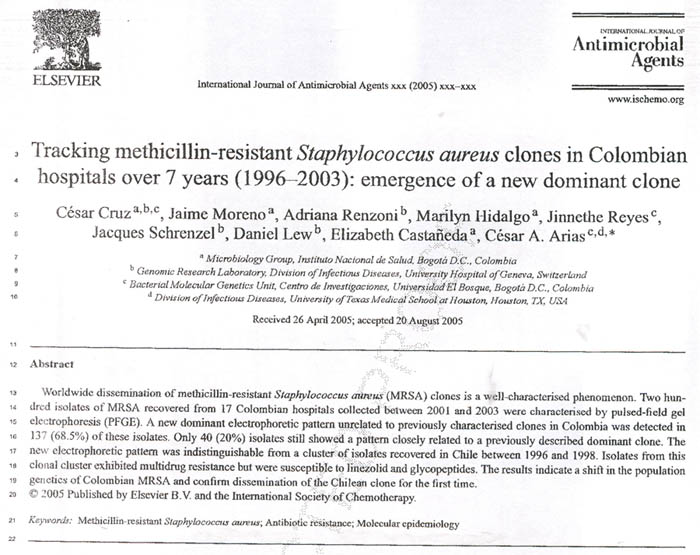 ELSEVIER
International Journal of Antimicrobial Agents xxx (2005) xxx–xxx
INTERNATIONAL JOURNAL OF
Antimicrobial
Agents
www.ischemo.org
3 Tracking methicillin-resistant Staphylococcus aureus clones in Colombian
4 hospitals over 7 years (1996–2003): emergence of a new dominant clone
5 César Cruz a,b,c, Jaime Moreno a, Adriana Renzoni b, Marilyn Hidalgo a, Jinnethe Reyes c,
6 Jacques Schrenzel b, Daniel Lew b, Elizabeth Castañeda a, César A. Arias c,d,*
7 a Microbiology Group, Instituto Nacional de Salud, Bogotá D.C., Colombia
8 b Genomic Research Laboratory, Division of Infectious Diseases, University Hospital of Geneva, Switzerland
9 c Bacterial Molecular Genetics Unit, Centro de Investigaciones, Universidad El Bosque, Bogotà D.C., Colombia
10 d Division of Infectious Diseases, University of Texas Medical School at Houston, Houston, TX, USA
Received 26 April 2005; accepted 20 August 2005
11
12 Abstract
13 Worldwide dissemination of methicillin-resistant Staphylococcus aureus (MRSA) clones is a well-characterised phenomenon. Two hun-
14 dred isolates of MRSA recovered from 17 Colombian hospitals collected between 2001 and 2003 were characterised by pulsed-field gel
15 electrophoresis (PFGE). A new dominant electrophoretic pattern unrelated to previously characterised clones in Colombia was detected in
16 137 (68.5%) of these isolates. Only 40 (20%) isolates still showed a pattern closely related to a previously described dominant clone. The
17 new electrophoretic pattern was indistinguishable from a cluster of isolates recovered in Chile between 1996 and 1998. Isolates from this
18 clonal cluster exhibited multidrug resistance but were susceptible to linezolid and glycopeptides. The results indicate a shift in the population
19 genetics of Colombian MRSA and confirm dissemination of the Chilean clone for the first time.
20 © 2005 Published by Elsevier B.V. and the International Society of Chemotherapy.
21 Keywords: Methicillin-resistant Staphylococcus aureus; Antibiotic resistance; Molecular epidemiology
22